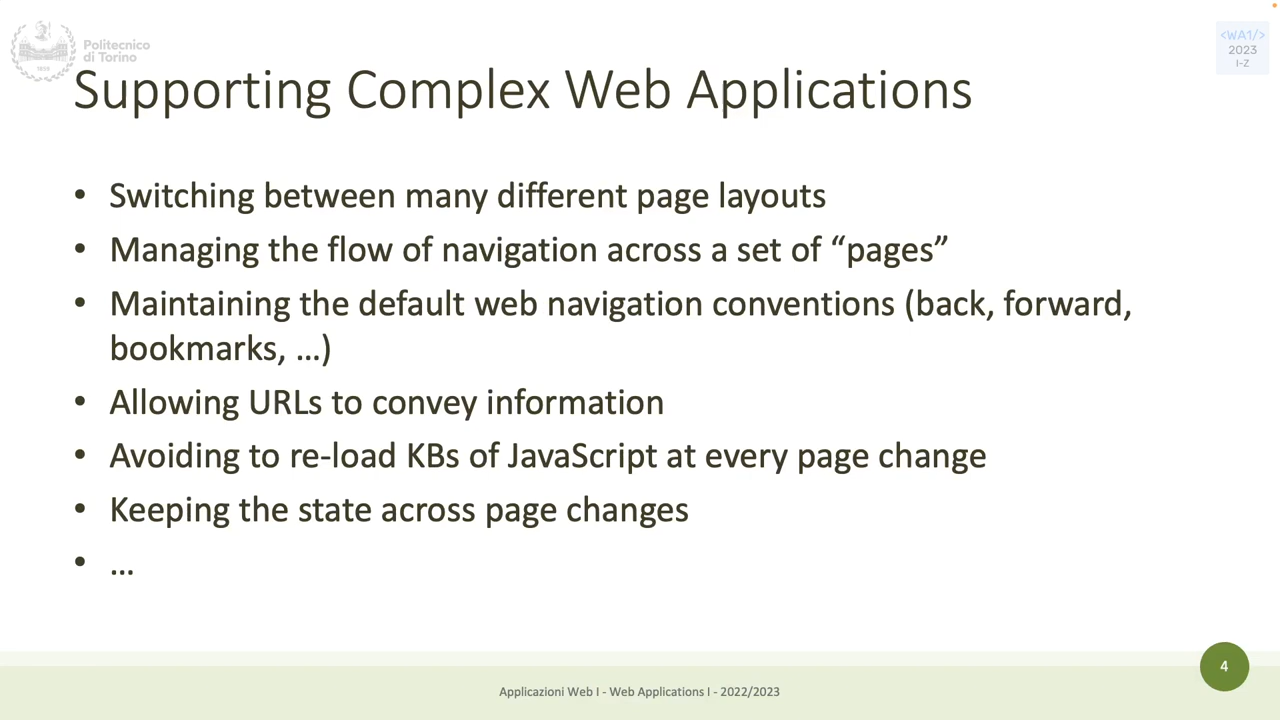 Politecnico
di Torino
1859
<WA1/>
2023
I-Z
Supporting Complex Web Applications
• Switching between many different page layouts
• Managing the flow of navigation across a set of “pages”
• Maintaining the default web navigation conventions (back, forward,
bookmarks, …)
• Allowing URLs to convey information
• Avoiding to re-load KBs of JavaScript at every page change
• Keeping the state across page changes
• …
4
Applicazioni Web I - Web Applications I - 2022/2023